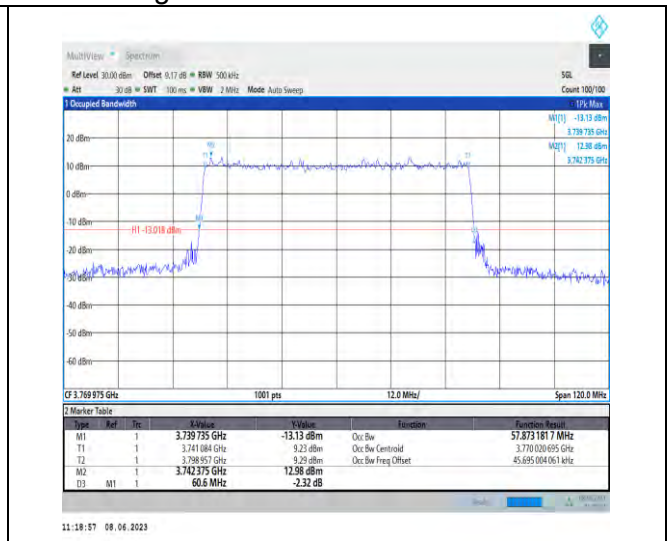 MultiView Spectrum
Ref Level 30.00 dBm Offset 9.17 dB RBW 500 kHz SGL
Att 30 dB SWT 100 ms VBW 2 MHz Mode Auto Sweep Count 100/100
1 Occupied Bandwidth 1Pk Max
M1[1] -13.13 dBm
3.739 735 GHz
M2[1] 12.98 dBm
3.742 375 GHz
20 dBm
M2
T1
T2
10 dBm
0 dBm
-10 dBm
M1
H1 -13.018 dBm
-20 dBm
-30 dBm
-40 dBm
-50 dBm
-60 dBm
CF 3.769 975 GHz 1001 pts 12.0 MHz/ Span 120.0 MHz
2 Marker Table
Type Ref Trc X-Value Y-Value Function Function Result
M1 1 3.739 735 GHz -13.13 dBm Occ Bw 57.873 181 7 MHz
T1 1 3.741 084 GHz 9.23 dBm Occ Bw Centroid 3.770 020 695 GHz
T2 1 3.798 957 GHz 9.29 dBm Occ Bw Freq Offset 45.695 004 061 kHz
M2 1 3.742 375 GHz 12.98 dBm
D3 M1 1 60.6 MHz -2.32 dB
11:18:57 08.06.2023